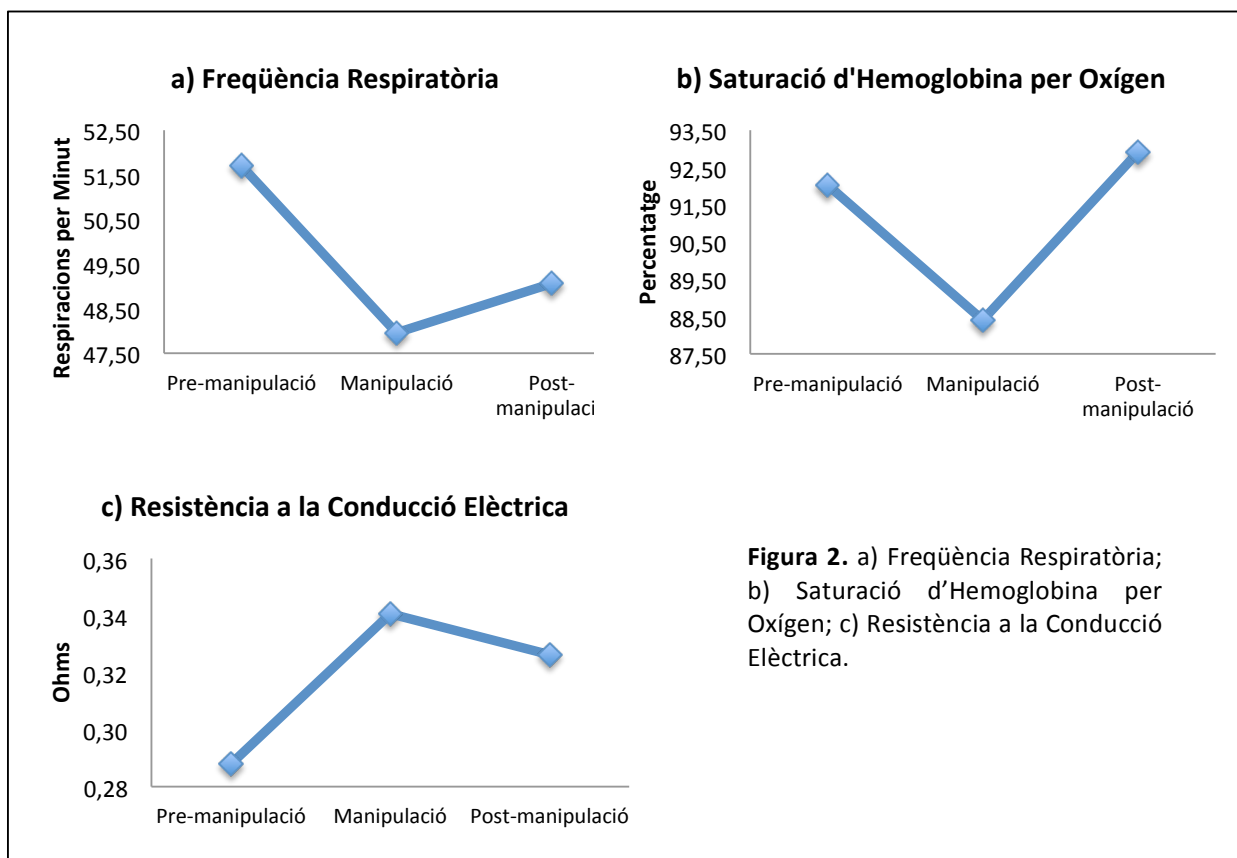 a) Freqüència Respiratòria
Respiracions per Minut
52,50
51,50
50,50
49,50
48,50
47,50
Pre-manipulació
Manipulació
Post-
manipulaci
b) Saturació d'Hemoglobina per Oxígen
Percentatge
93,50
92,50
91,50
90,50
89,50
88,50
87,50
Pre-manipulació
Manipulació
Post-
manipulació
c) Resistència a la Conducció Elèctrica
Ohms
0,36
0,34
0,32
0,30
0,28
Pre-manipulació
Manipulació
Post-manipulació
Figura 2. a) Freqüència Respiratòria;
b) Saturació d’Hemoglobina per
Oxígen; c) Resistència a la Conducció
Elèctrica.